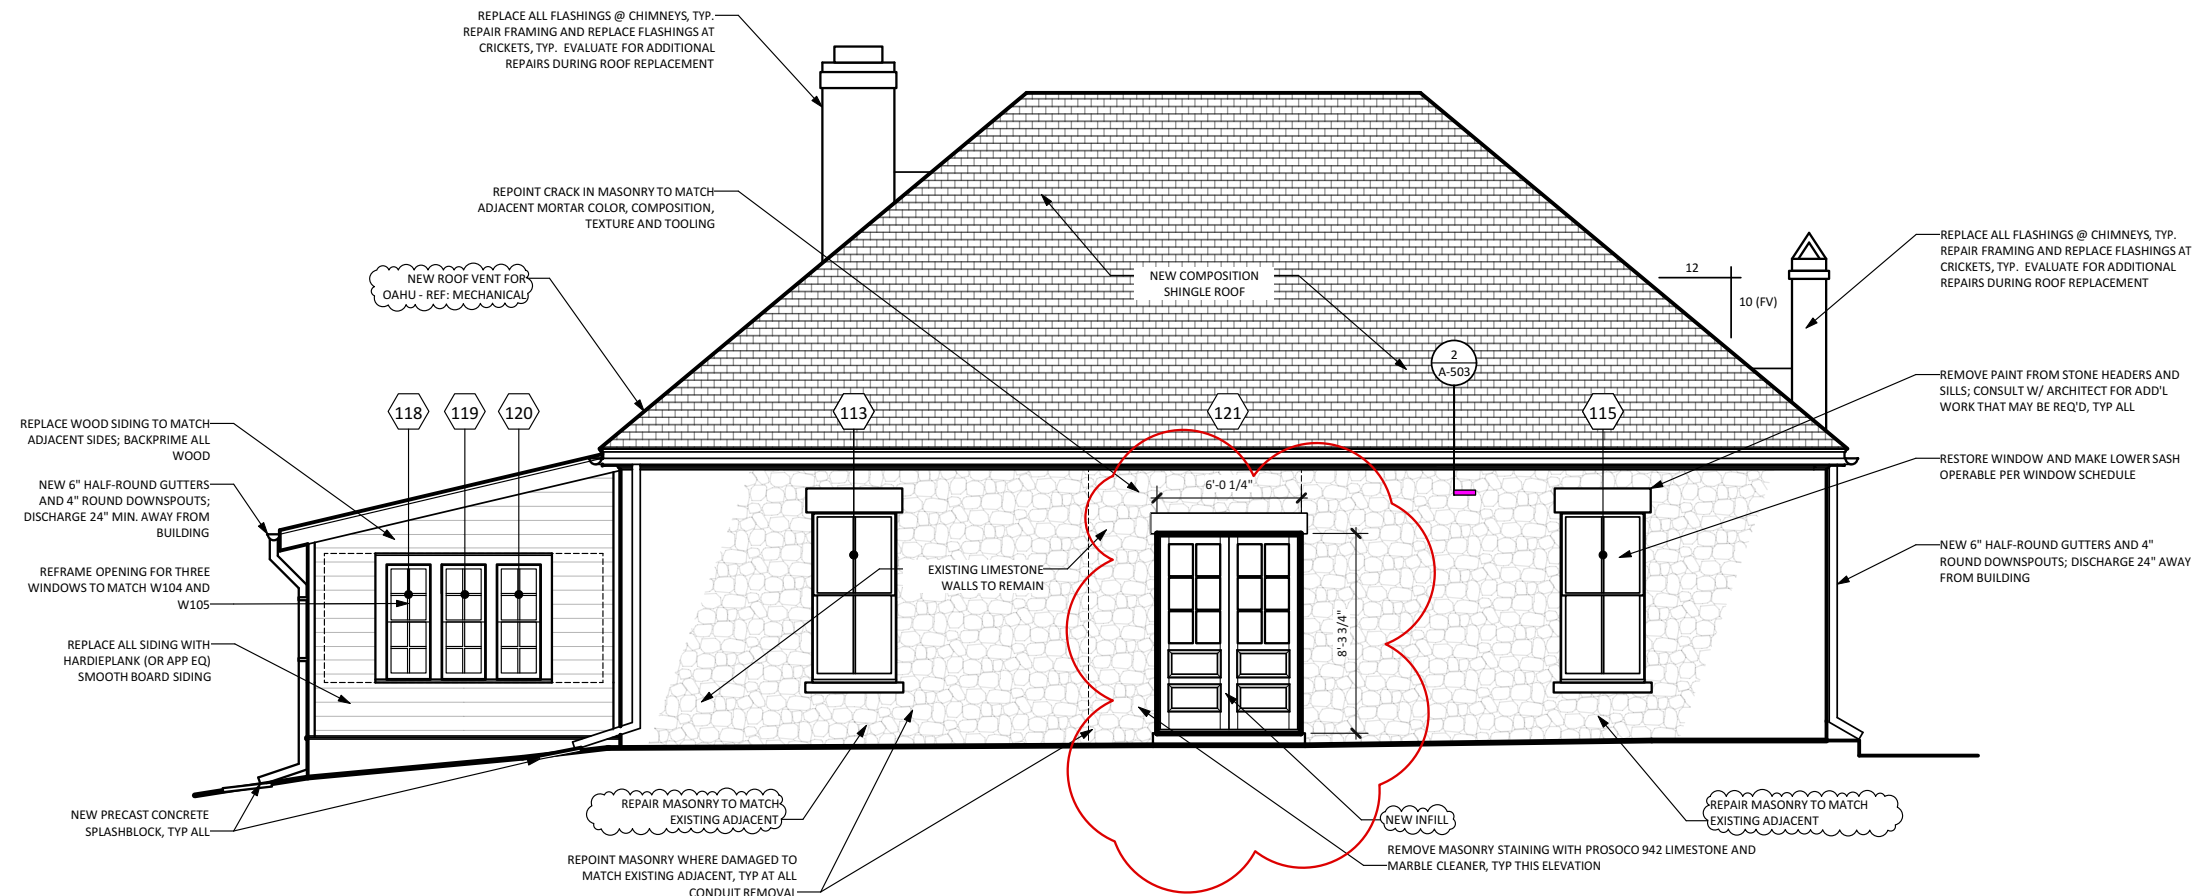 REPLACE ALL FLASHINGS @ CHIMNEYS, TYP.
REPAIR FRAMING AND REPLACE FLASHINGS AT
CRICKETS, TYP.  EVALUATE FOR ADDITIONAL
REPAIRS DURING ROOF REPLACEMENT
REPOINT CRACK IN MASONRY TO MATCH
ADJACENT MORTAR COLOR, COMPOSITION,
TEXTURE AND TOOLING
NEW ROOF VENT FOR
OAHU - REF: MECHANICAL
NEW COMPOSITION
SHINGLE ROOF
12
10 (FV)
REPLACE ALL FLASHINGS @ CHIMNEYS, TYP.
REPAIR FRAMING AND REPLACE FLASHINGS AT
CRICKETS, TYP.  EVALUATE FOR ADDITIONAL
REPAIRS DURING ROOF REPLACEMENT
2
A-503
REMOVE PAINT FROM STONE HEADERS AND
SILLS; CONSULT W/ ARCHITECT FOR ADD'L
WORK THAT MAY BE REQ'D, TYP ALL
118
119
120
113
121
115
REPLACE WOOD SIDING TO MATCH
ADJACENT SIDES; BACKPRIME ALL
WOOD
RESTORE WINDOW AND MAKE LOWER SASH
OPERABLE PER WINDOW SCHEDULE
NEW 6" HALF-ROUND GUTTERS
AND 4" ROUND DOWNSPOUTS;
DISCHARGE 24" MIN. AWAY FROM
BUILDING
6'-0 1/4"
8'-3 3/4"
NEW 6" HALF-ROUND GUTTERS AND 4"
ROUND DOWNSPOUTS; DISCHARGE 24" AWAY
FROM BUILDING
REFRAME OPENING FOR THREE
WINDOWS TO MATCH W104 AND
W105
EXISTING LIMESTONE
WALLS TO REMAIN
REPLACE ALL SIDING WITH
HARDIEPLANK (OR APP EQ)
SMOOTH BOARD SIDING
NEW PRECAST CONCRETE
SPLASHBLOCK, TYP ALL
REPAIR MASONRY TO MATCH
EXISTING ADJACENT
NEW INFILL
REPAIR MASONRY TO MATCH
EXISTING ADJACENT
REPOINT MASONRY WHERE DAMAGED TO
MATCH EXISTING ADJACENT, TYP AT ALL
CONDUIT REMOVAL
REMOVE MASONRY STAINING WITH PROSOCO 942 LIMESTONE AND
MARBLE CLEANER, TYP THIS ELEVATION